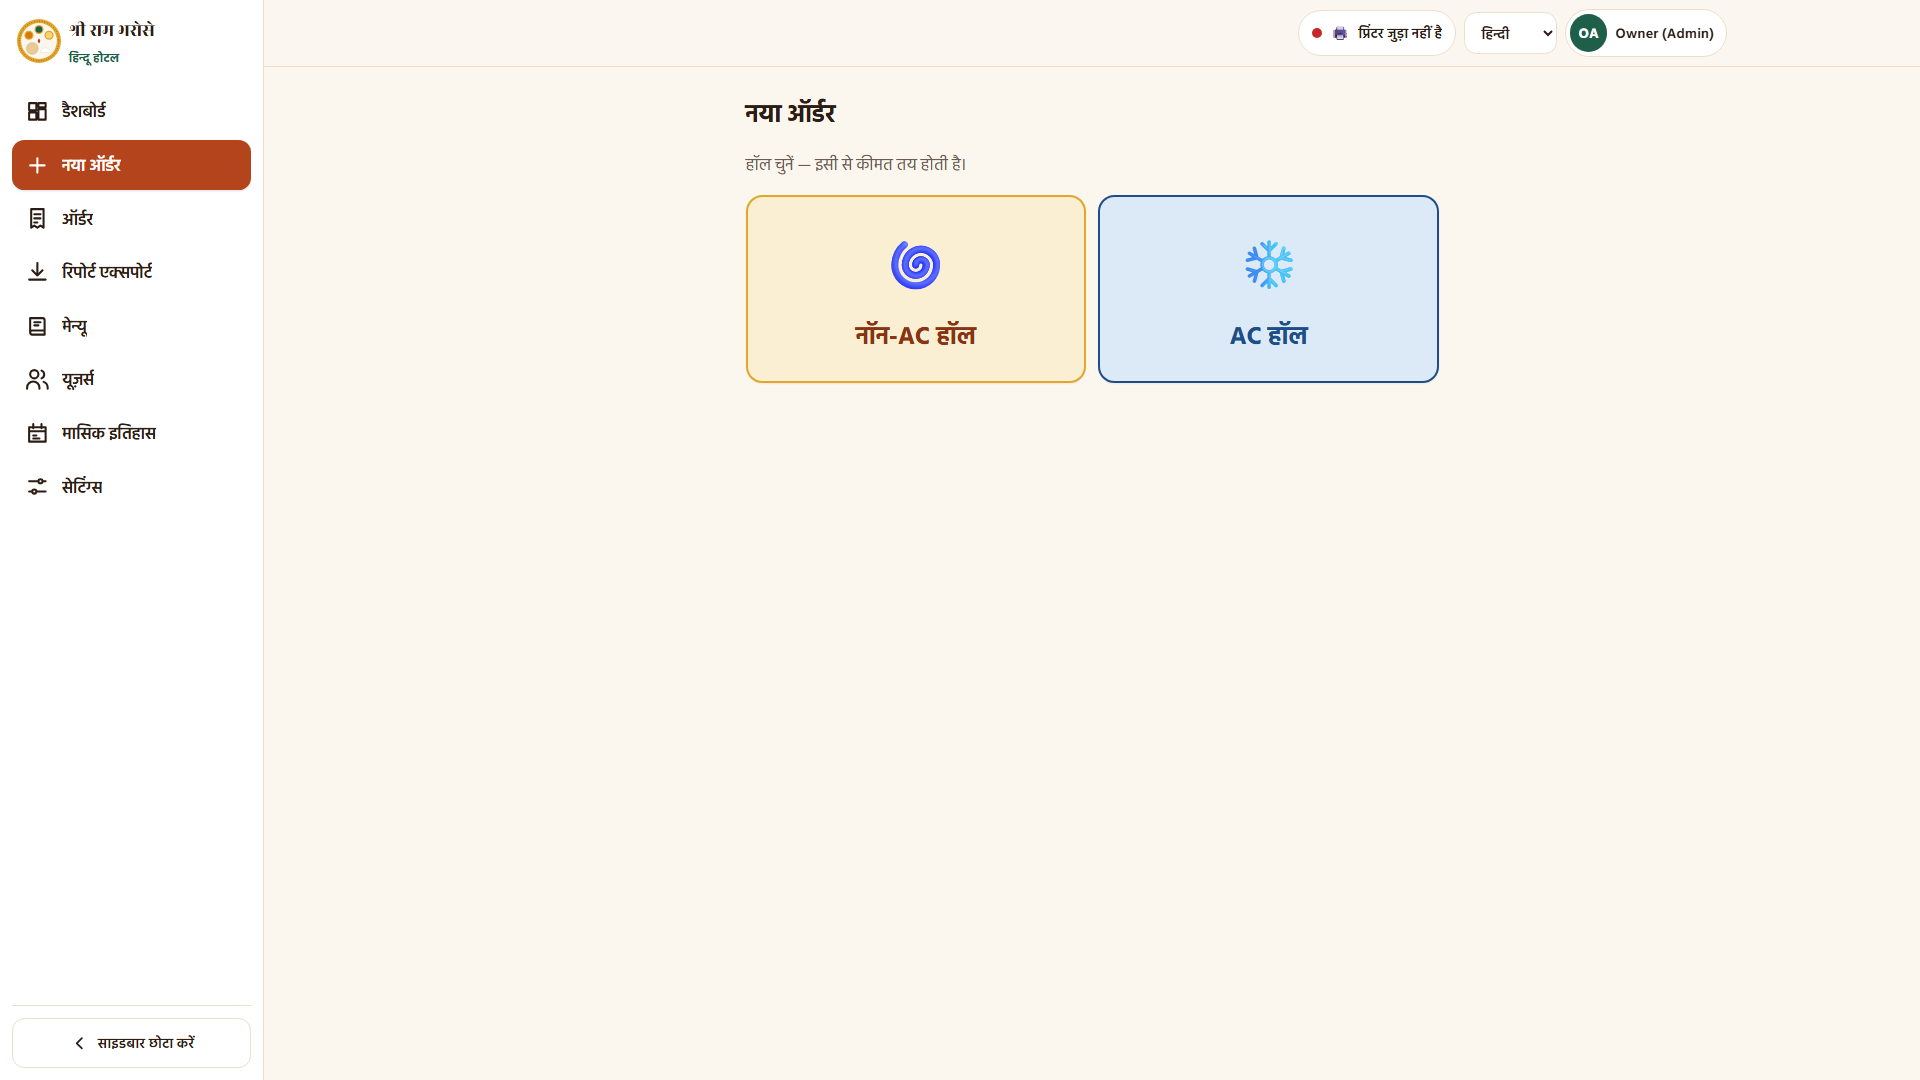 श्री राम भरोसे
हिन्दू होटल
डैशबोर्ड
नया ऑर्डर
ऑर्डर
रिपोर्ट एक्सपोर्ट
मेन्यू
यूज़र्स
मासिक इतिहास
सेटिंग्स
साइडबार छोटा करें
प्रिंटर जुड़ा नहीं है
हिन्दी
OA Owner (Admin)
नया ऑर्डर
हॉल चुनें — इसी से कीमत तय होती है।
नॉन-AC हॉल
AC हॉल